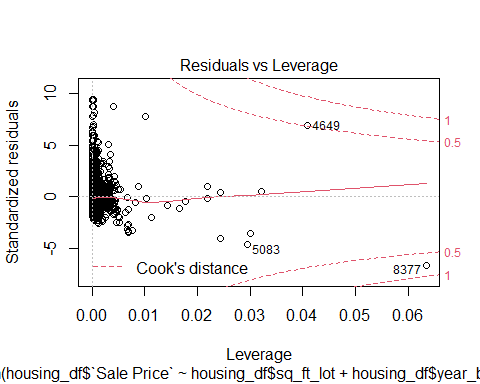 Residuals vs Leverage
Standardized residuals
10
5
0
-5
4649
5083
8377
1
0.5
0.5
1
Cook's distance
0.00 0.01 0.02 0.03 0.04 0.05 0.06
Leverage
(housing_df$`Sale Price` ~ housing_df$sq_ft_lot + housing_df$year_b